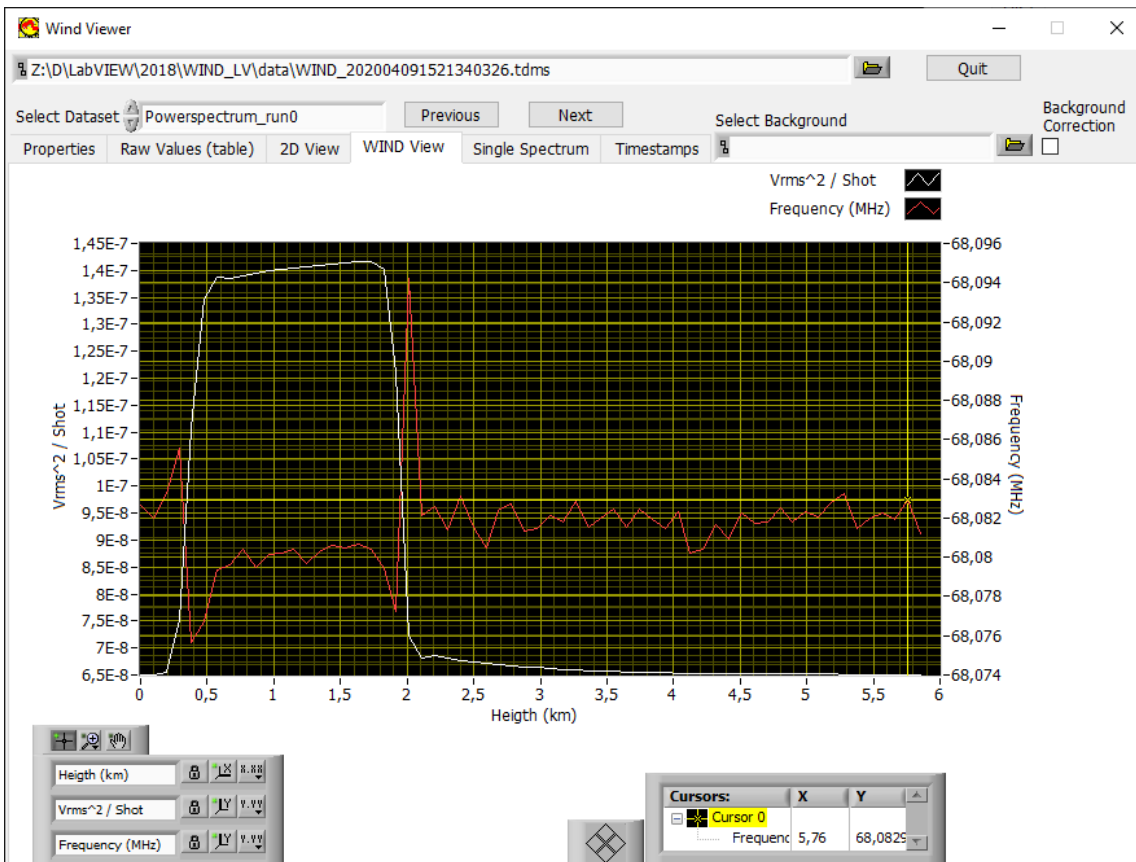 Wind Viewer
Z:\D\LabVIEW\2018\WIND_LV\data\WIND_202004091521340326.tdms
Quit
Select Dataset Powerspectrum_run0 Previous Next Select Background Background Correction
Properties Raw Values (table) 2D View WIND View Single Spectrum Timestamps
Vrms^2 / Shot
Frequency (MHz)
1,45E-7
1,4E-7
1,35E-7
1,3E-7
1,25E-7
1,2E-7
1,15E-7
1,1E-7
1,05E-7
1E-7
9,5E-8
9E-8
8,5E-8
8E-8
7,5E-8
7E-8
6,5E-8
Vrms^2 / Shot
68,096
68,094
68,092
68,09
68,088
68,086
68,084
68,082
68,08
68,078
68,076
68,074
Frequency (MHz)
0 0,5 1 1,5 2 2,5 3 3,5 4 4,5 5 5,5 6
Heigth (km)
Heigth (km) X.XX
Vrms^2 / Shot Y.YY
Frequency (MHz) Y.YY
Cursors: X Y
Cursor 0
Frequenc 5,76 68,0829